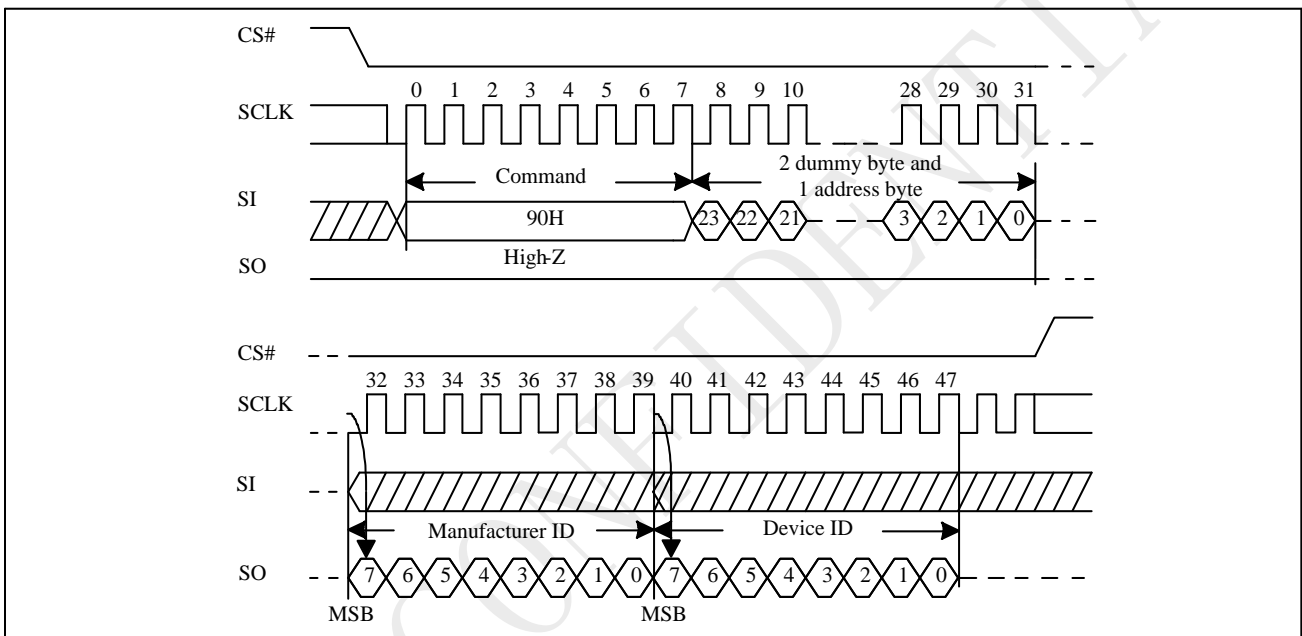 CS#
SCLK 0 1 2 3 4 5 6 7 8 9 10 28 29 30 31
Command
2 dummy byte and
1 address byte
SI 90H 23 22 21 3 2 1 0
High-Z
SO
CS#
SCLK 32 33 34 35 36 37 38 39 40 41 42 43 44 45 46 47
SI
Manufacturer ID Device ID
SO 7 6 5 4 3 2 1 0 7 6 5 4 3 2 1 0
MSB MSB
CONFIDENTIA